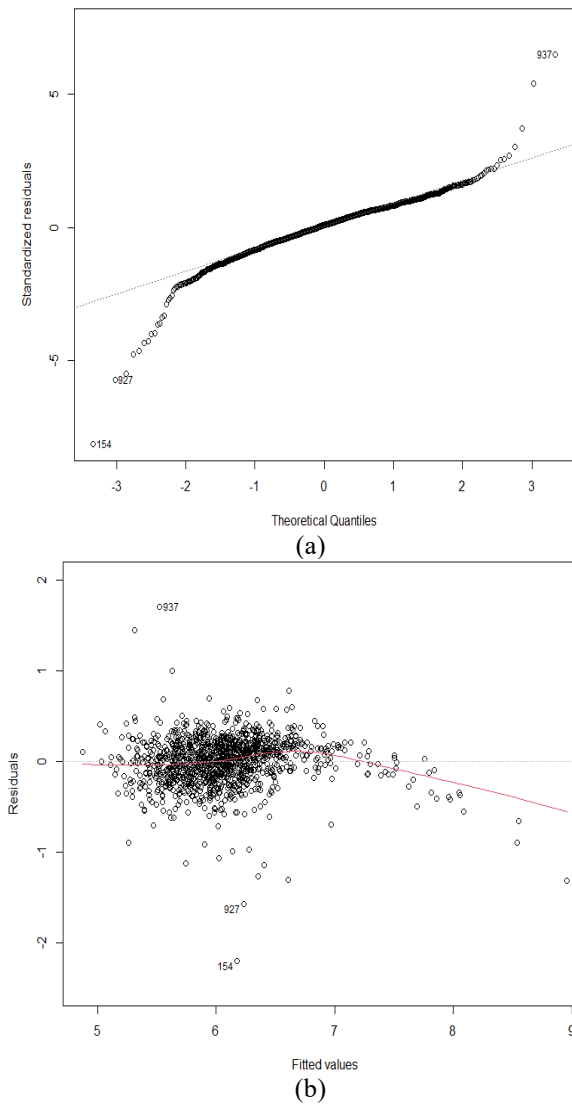 937
5
Standardized residuals
0
-5
927
154
-3 -2 -1 0 1 2 3
Theoretical Quantiles
(a)
2
937
1
Residuals
0
-1
927
-2
154
5 6 7 8 9
Fitted values
(b)